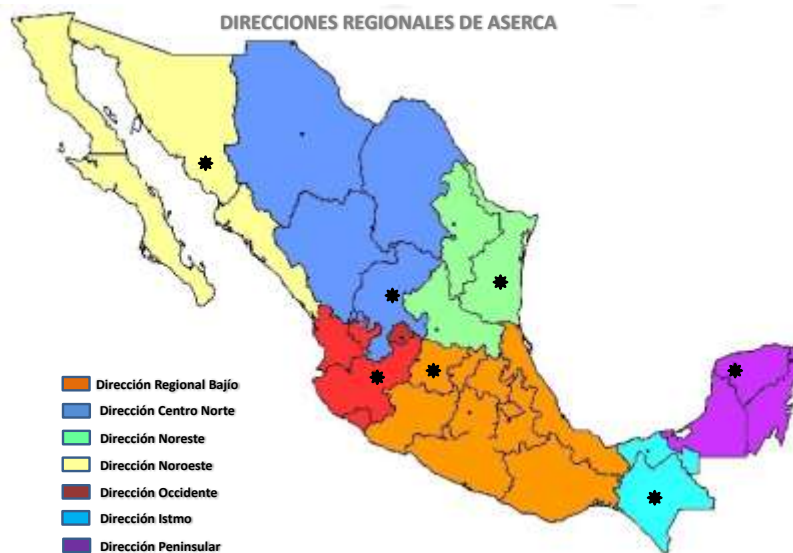 DIRECCIONES REGIONALES DE ASERCA
Dirección Regional Bajío
Dirección Centro Norte
Dirección Noreste
Dirección Noroeste
Dirección Occidente
Dirección Istmo
Dirección Peninsular